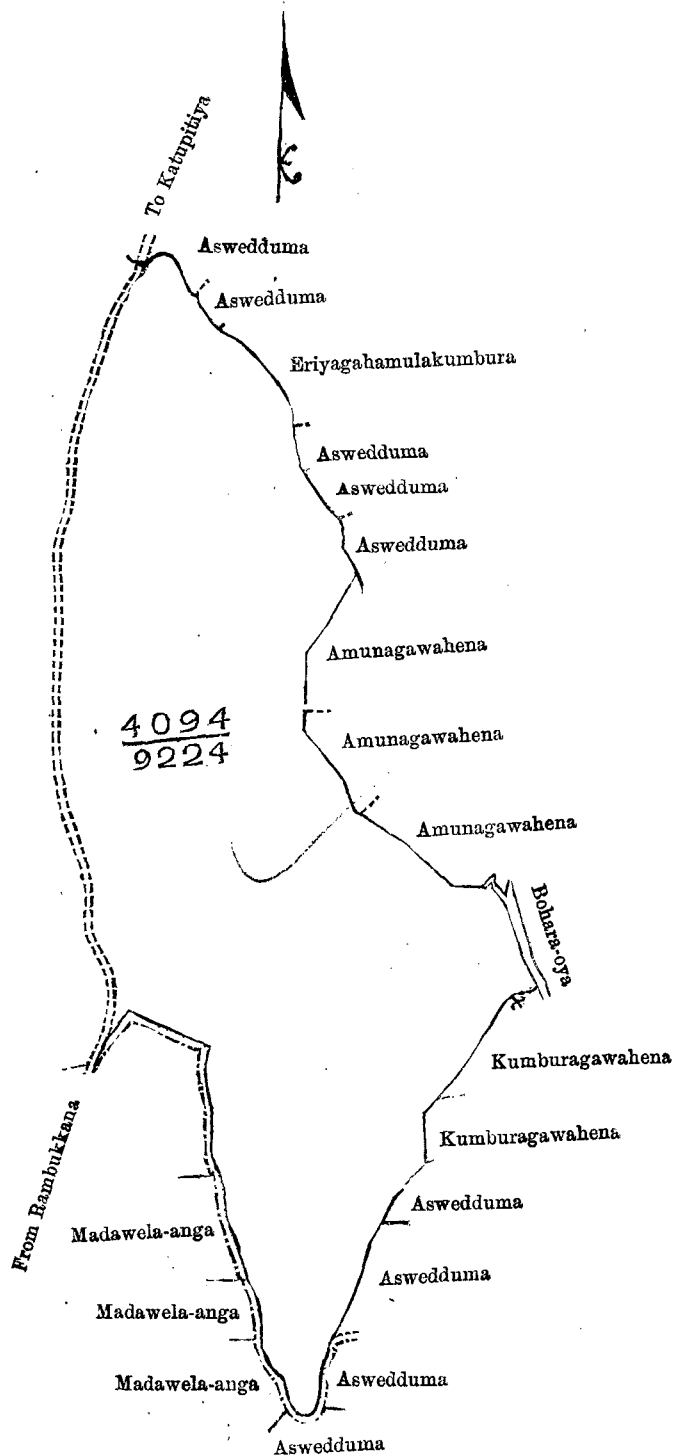 To Katupitiya
Aswedduma
Aswedduma
Eriyagahamulakumbura
Aswedduma
Aswedduma
Aswedduma
Amunagawahena
4094
9224
Amunagawahena
Amunagawahena
Bohara-oya
Kumburagawahena
From Rambukkana
Kumburagawahena
Aswedduma
Madawela-anga
Aswedduma
Madawela-anga
Madawela-anga
Aswedduma
Aswedduma